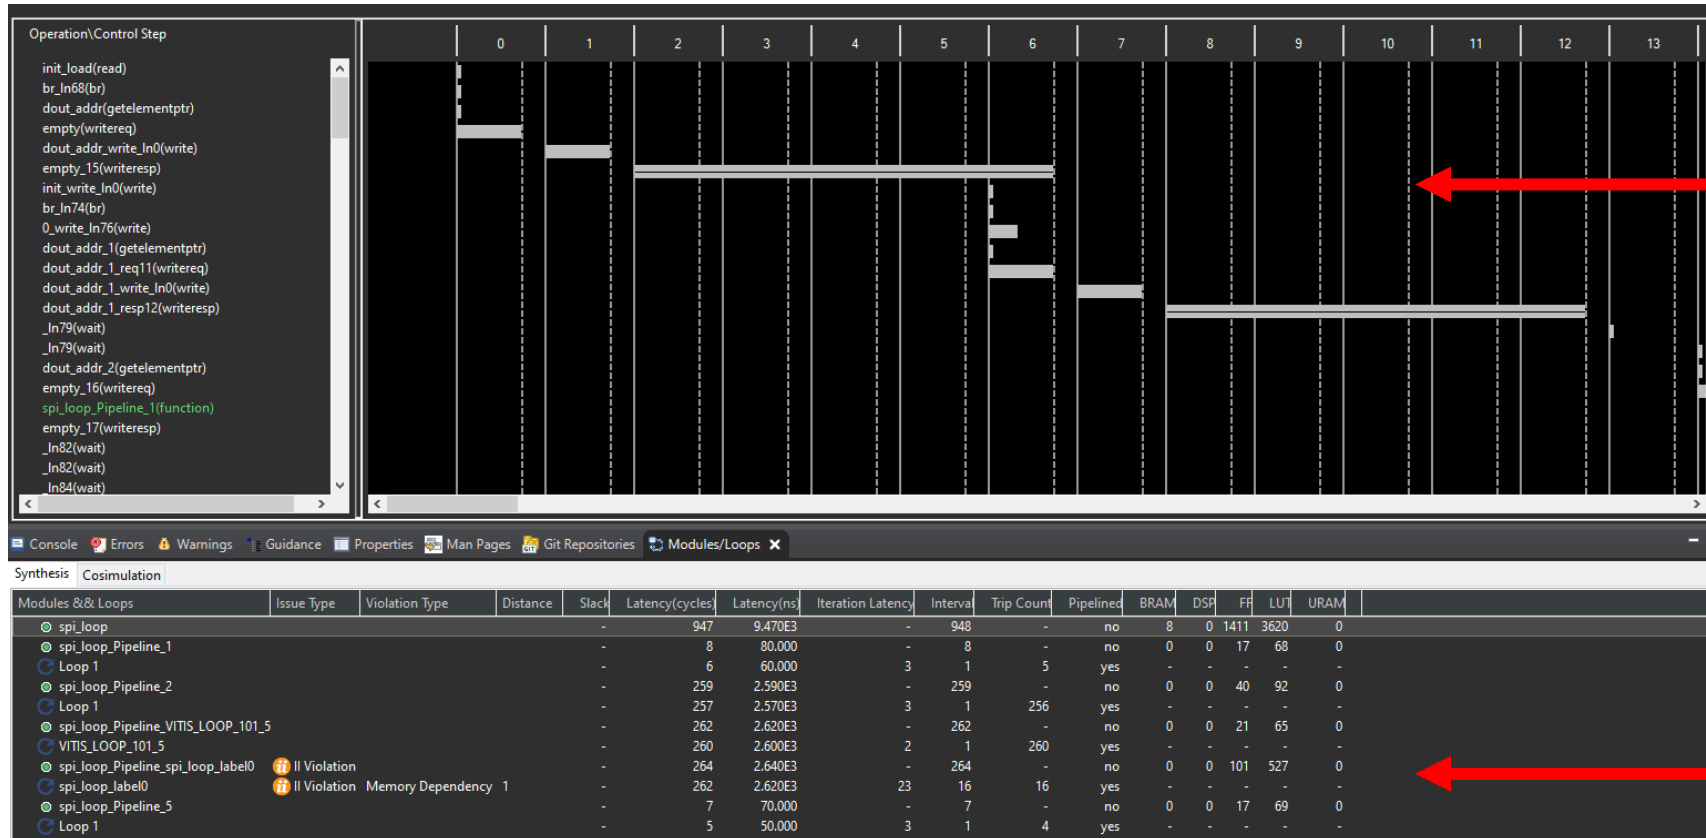 Operation\Control Step 0 1 2 3 4 5 6 7 8 9 10 11 12 13
init_load(read)
br_ln68(br)
dout_addr(getelementptr)
empty(writereq)
dout_addr_write_ln0(write)
empty_15(writeresp)
init_write_ln0(write)
br_ln74(br)
0_write_ln76(write)
dout_addr_1(getelementptr)
dout_addr_1_req11(writereq)
dout_addr_1_write_ln0(write)
dout_addr_1_resp12(writeresp)
_ln79(wait)
_ln79(wait)
dout_addr_2(getelementptr)
empty_16(writereq)
spi_loop_Pipeline_1(function)
empty_17(writeresp)
_ln82(wait)
_ln82(wait)
_ln84(wait)
Console Errors Warnings Guidance Properties Man Pages Git Repositories Modules/Loops
Synthesis Cosimulation
Modules && Loops Issue Type Violation Type Distance Slack Latency(cycles) Latency(ns) Iteration Latency Interval Trip Count Pipelined BRAM DSP FF LUT URAM
spi_loop - 947 9.470E3 - 948 - no 8 0 1411 3620 0
spi_loop_Pipeline_1 - 8 80.000 - 8 - no 0 0 17 68 0
Loop 1 - 6 60.000 3 1 5 yes - - - - -
spi_loop_Pipeline_2 - 259 2.590E3 - 259 - no 0 0 40 92 0
Loop 1 - 257 2.570E3 3 1 256 yes - - - - -
spi_loop_Pipeline_VITIS_LOOP_101_5 - 262 2.620E3 - 262 - no 0 0 21 65 0
VITIS_LOOP_101_5 - 260 2.600E3 2 1 260 yes - - - - -
spi_loop_Pipeline_spi_loop_label0 II Violation - 264 2.640E3 - 264 - no 0 0 101 527 0
spi_loop_label0 II Violation Memory Dependency 1 - 262 2.620E3 23 16 16 yes - - - - -
spi_loop_Pipeline_5 - 7 70.000 - 7 - no 0 0 17 69 0
Loop 1 - 5 50.000 3 1 4 yes - - - - -